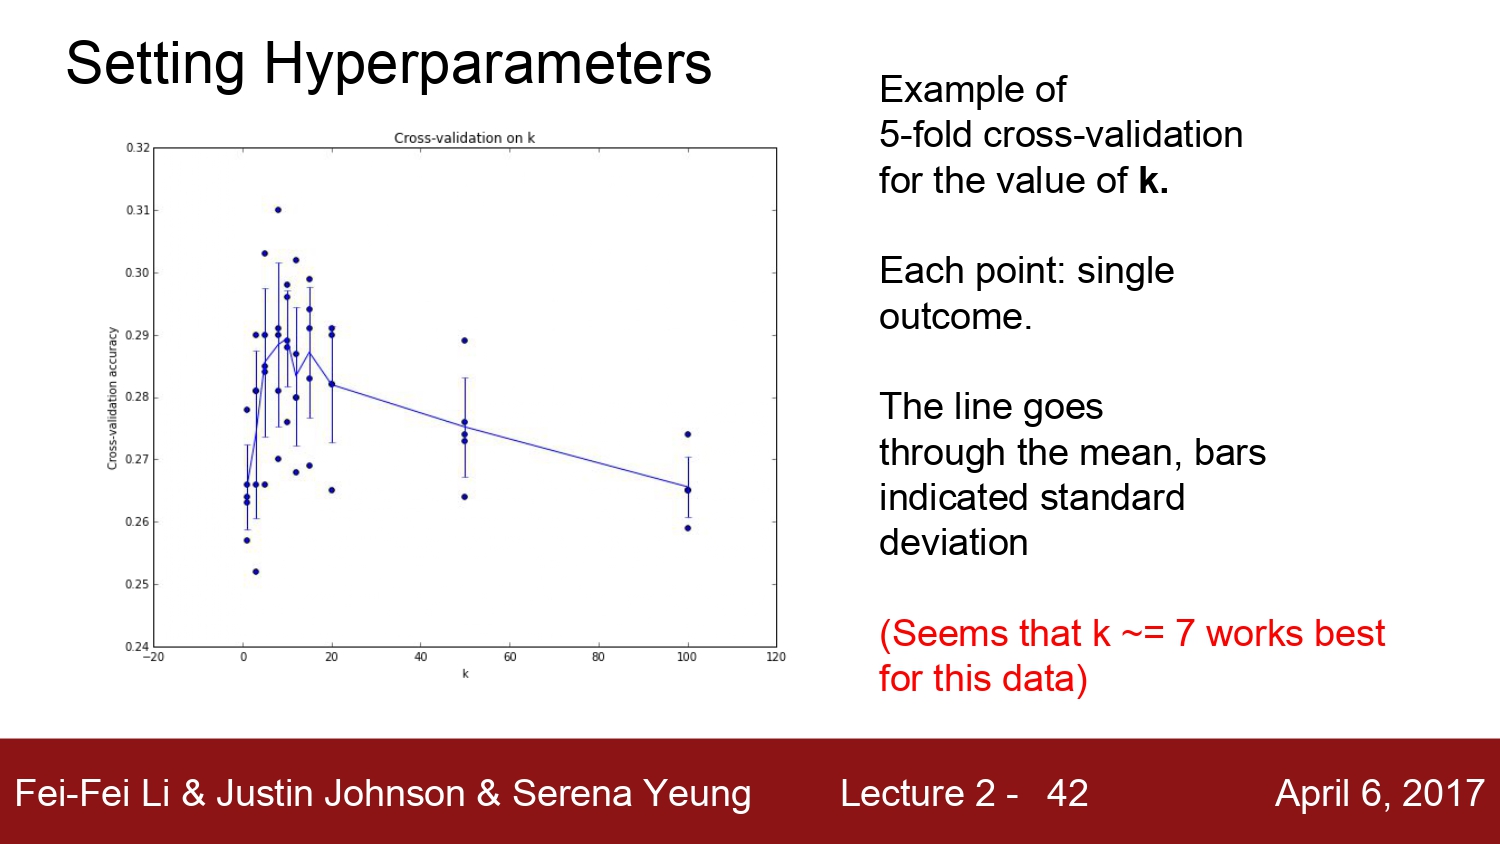 Setting Hyperparameters
Cross-validation on k
0.32
0.31
0.30
0.29
0.28
0.27
0.26
0.25
0.24
Cross-validation accuracy
−20
0
20
40
60
80
100
120
k
Example of
5-fold cross-validation
for the value of k.
Each point: single
outcome.
The line goes
through the mean, bars
indicated standard
deviation
(Seems that k ~= 7 works best
for this data)
Fei-Fei Li & Justin Johnson & Serena Yeung
Lecture 2 - 42
April 6, 2017